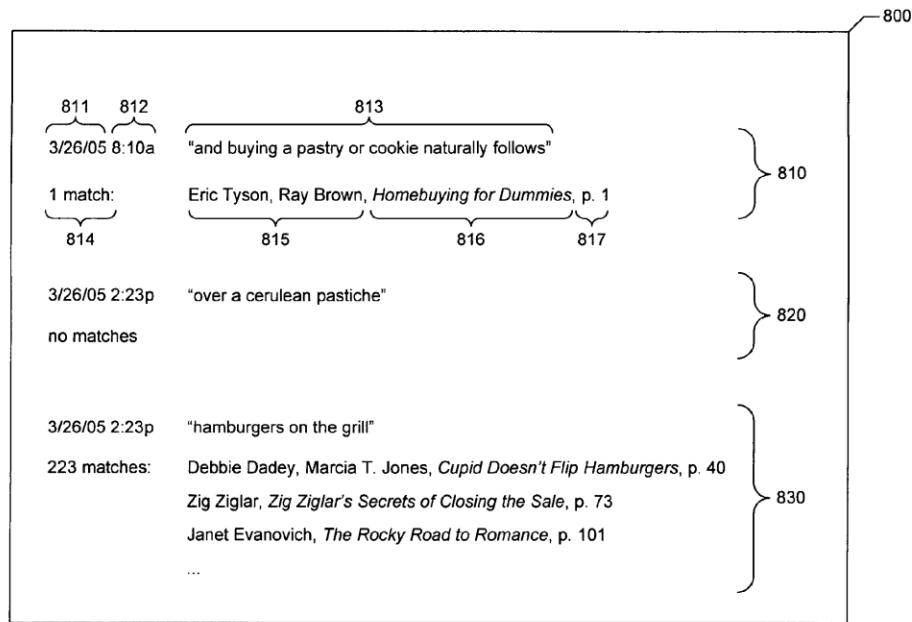 800
811 812 813
3/26/05 8:10a “and buying a pastry or cookie naturally follows”
810
1 match: Eric Tyson, Ray Brown, Homebuying for Dummies, p. 1
814 815 816 817
3/26/05 2:23p “over a cerulean pastiche”
820
no matches
3/26/05 2:23p “hamburgers on the grill”
223 matches: Debbie Dadey, Marcia T. Jones, Cupid Doesn’t Flip Hamburgers, p. 40
Zig Ziglar, Zig Ziglar’s Secrets of Closing the Sale, p. 73
830
Janet Evanovich, The Rocky Road to Romance, p. 101
...